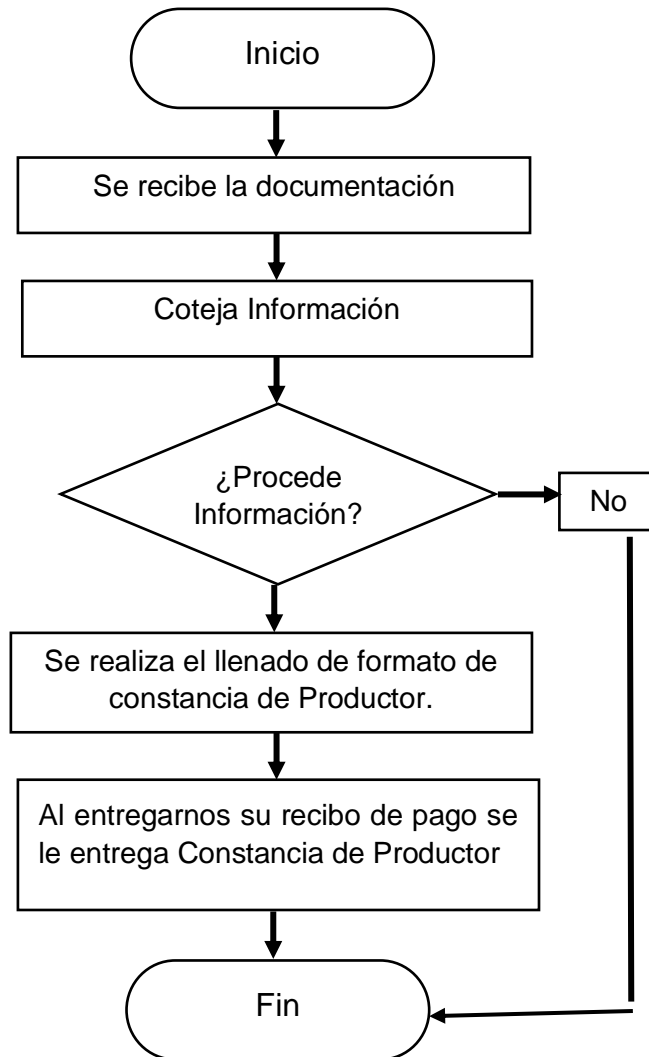 Inicio
Se recibe la documentación
Coteja Información
¿Procede
Información?
No
Se realiza el llenado de formato de
constancia de Productor.
Al entregarnos su recibo de pago se
le entrega Constancia de Productor
Fin